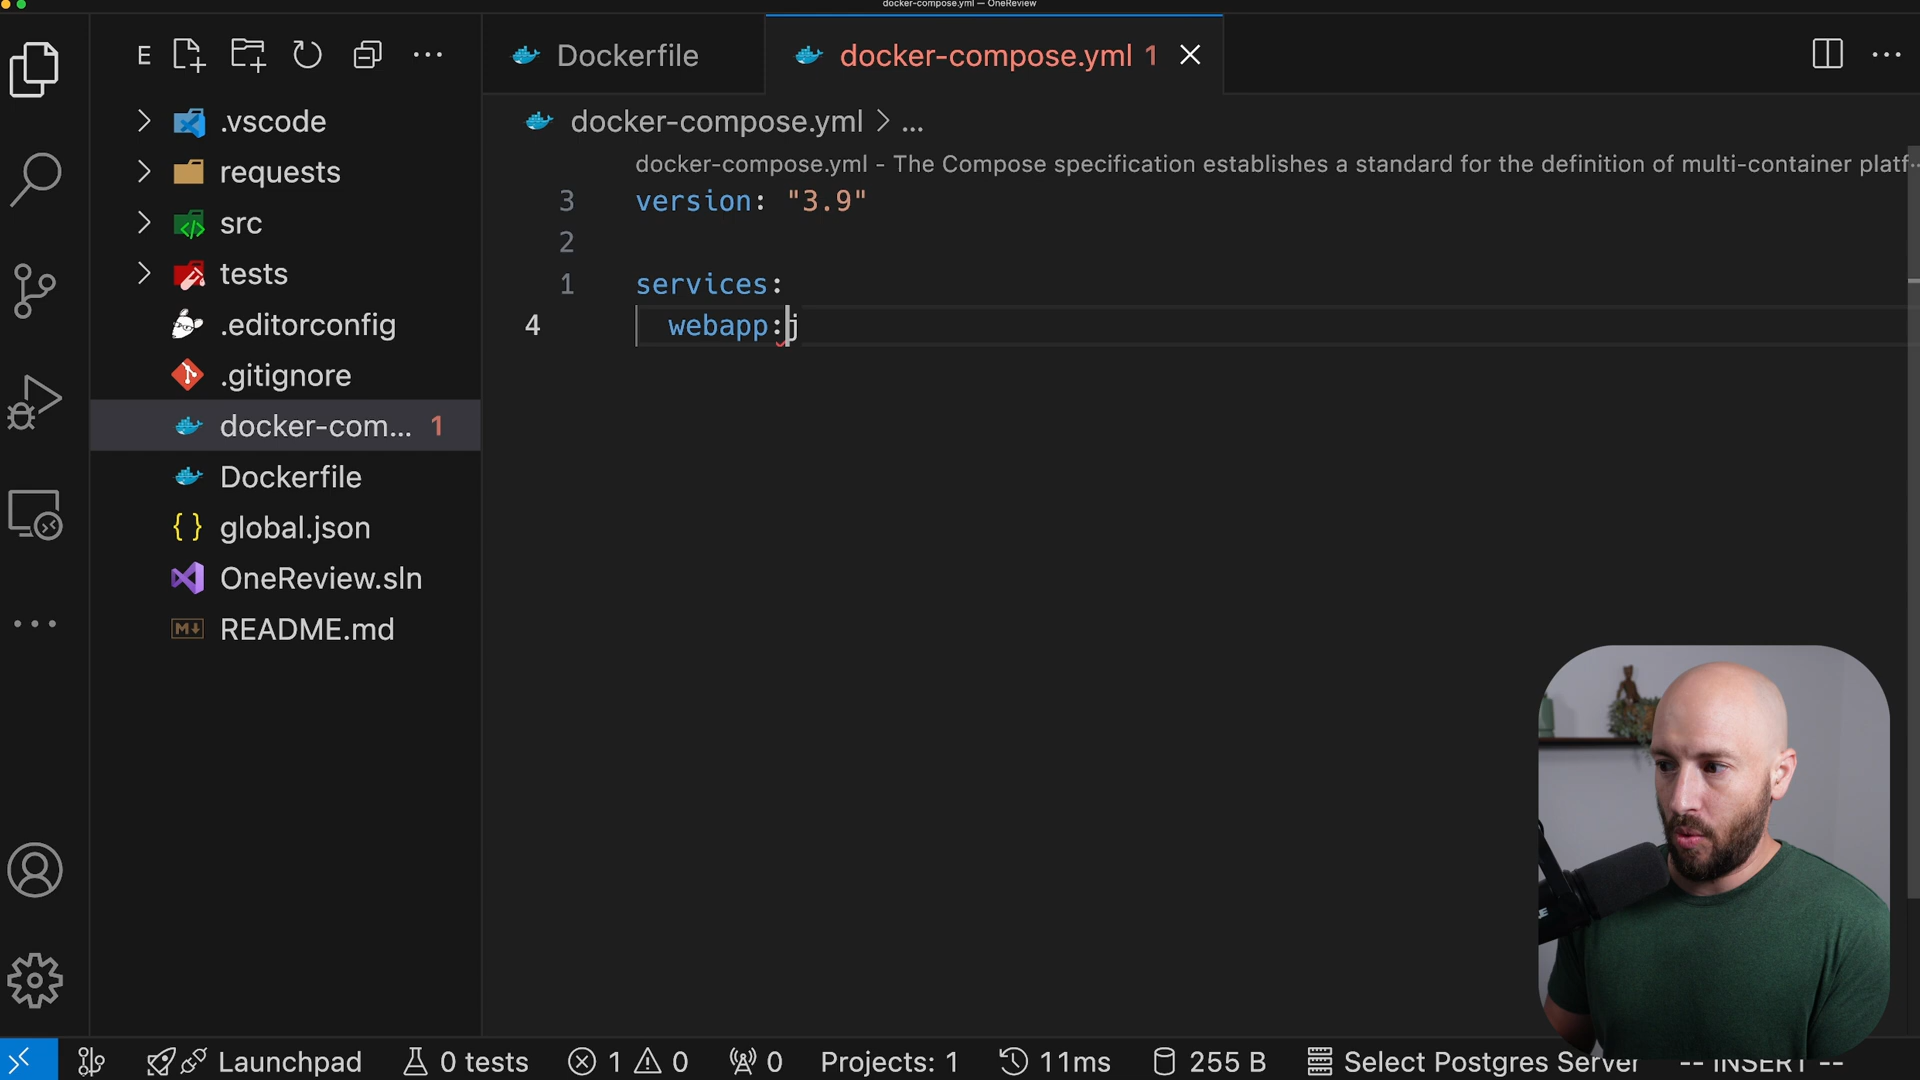 docker-compose.yml — OneReview
E
Dockerfile
docker-compose.yml 1
.vscode
requests
src
tests
.editorconfig
.gitignore
docker-com... 1
Dockerfile
global.json
OneReview.sln
README.md
docker-compose.yml > ...
docker-compose.yml - The Compose specification establishes a standard for the definition of multi-container platf...
3 version: "3.9"
2
1 services:
4 webapp:j
Launchpad 0 tests 1 0 0 Projects: 1 11ms 255 B Select Postgres Server -- INSERT --